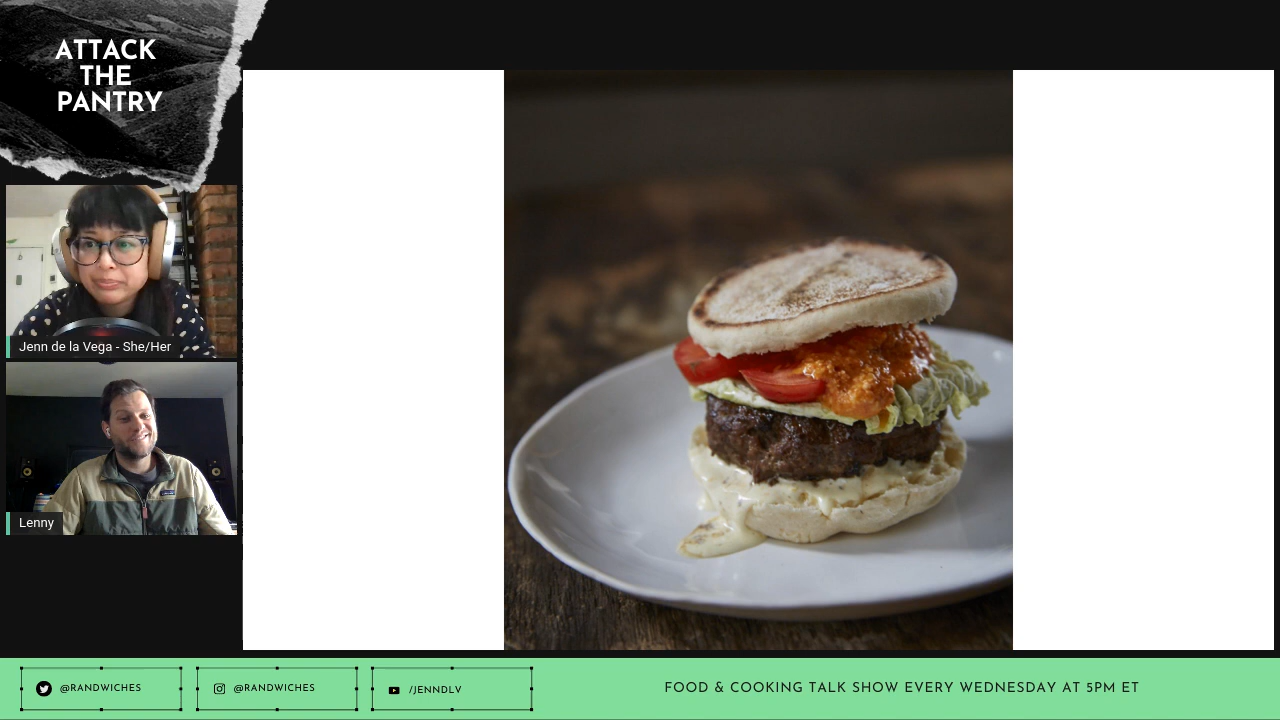 ATTACK
THE
PANTRY
Jenn de la Vega - She/Her
Lenny
@RANDWICHES
@RANDWICHES
/JENNDLV
FOOD & COOKING TALK SHOW EVERY WEDNESDAY AT 5PM ET